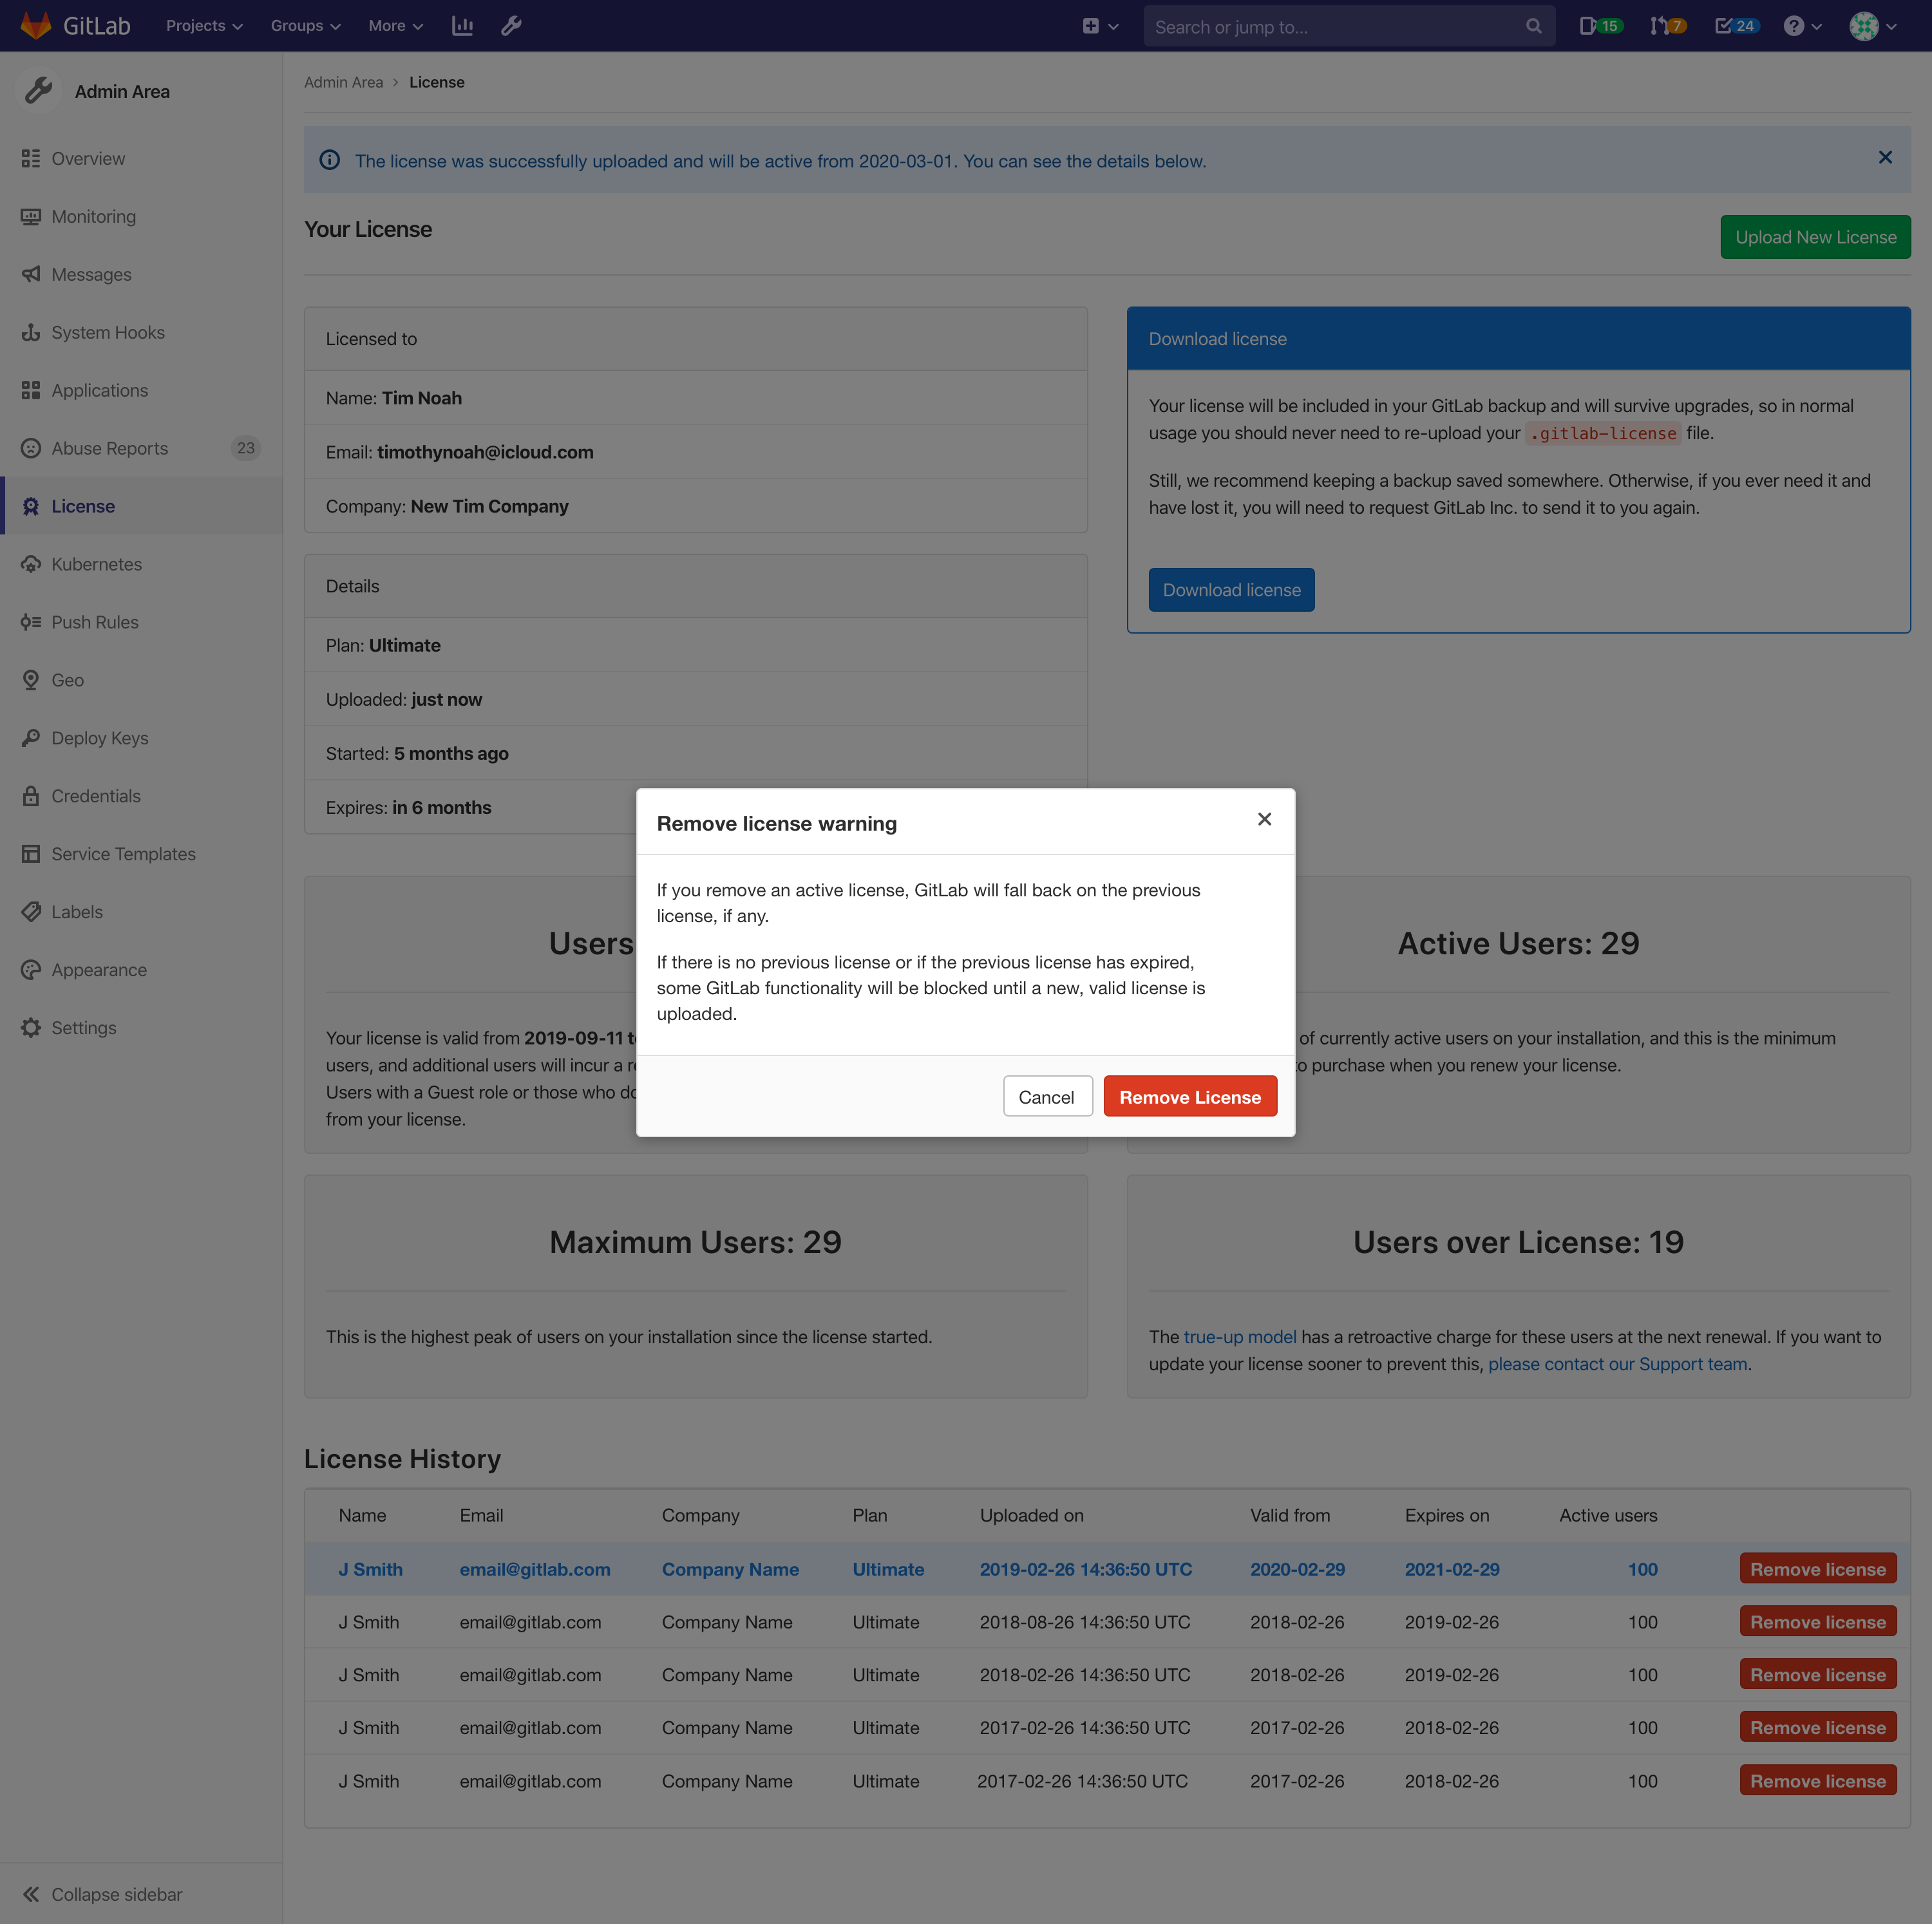 GitLab
Projects
Groups
More
Search or jump to...
15
7
24
Admin Area
Overview
Monitoring
Messages
System Hooks
Applications
Abuse Reports 23
License
Kubernetes
Push Rules
Geo
Deploy Keys
Credentials
Service Templates
Labels
Appearance
Settings
Collapse sidebar
Admin Area > License
The license was successfully uploaded and will be active from 2020-03-01. You can see the details below.
Your License
Upload New License
Licensed to
Name: Tim Noah
Email: timothynoah@icloud.com
Company: New Tim Company
Details
Plan: Ultimate
Uploaded: just now
Started: 5 months ago
Expires: in 6 months
Download license
Your license will be included in your GitLab backup and will survive upgrades, so in normal
usage you should never need to re-upload your .gitlab-license file.
Still, we recommend keeping a backup saved somewhere. Otherwise, if you ever need it and
have lost it, you will need to request GitLab Inc. to send it to you again.
Download license
Remove license warning
If you remove an active license, GitLab will fall back on the previous
license, if any.
If there is no previous license or if the previous license has expired,
some GitLab functionality will be blocked until a new, valid license is
uploaded.
Cancel
Remove License
Users
Your license is valid from 2019-09-11
users, and additional users will incur a
Users with a Guest role or those who
from your license.
Active Users: 29
of currently active users on your installation, and this is the minimum
purchase when you renew your license.
Maximum Users: 29
This is the highest peak of users on your installation since the license started.
Users over License: 19
The true-up model has a retroactive charge for these users at the next renewal. If you want to
update your license sooner to prevent this, please contact our Support team.
License History
Name Email Company Plan Uploaded on Valid from Expires on Active users
J Smith email@gitlab.com Company Name Ultimate 2019-02-26 14:36:50 UTC 2020-02-29 2021-02-29 100 Remove license
J Smith email@gitlab.com Company Name Ultimate 2018-08-26 14:36:50 UTC 2018-02-26 2019-02-26 100 Remove license
J Smith email@gitlab.com Company Name Ultimate 2018-02-26 14:36:50 UTC 2018-02-26 2019-02-26 100 Remove license
J Smith email@gitlab.com Company Name Ultimate 2017-02-26 14:36:50 UTC 2017-02-26 2018-02-26 100 Remove license
J Smith email@gitlab.com Company Name Ultimate 2017-02-26 14:36:50 UTC 2017-02-26 2018-02-26 100 Remove license